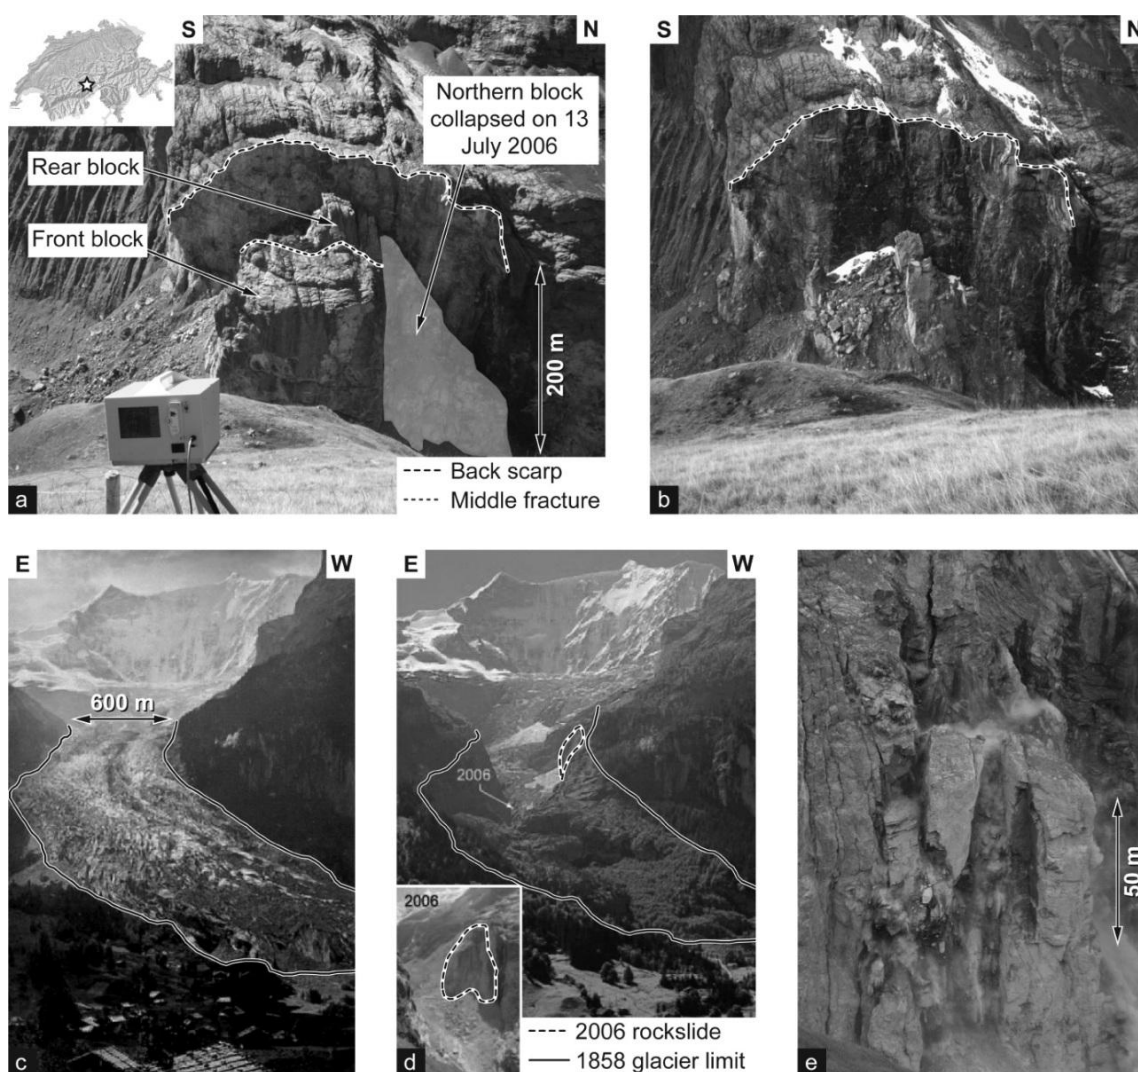 S
N
Northern block
collapsed on 13
July 2006
Rear block
Front block
200 m
Back scarp
Middle fracture
a
S
N
b
E
W
600 m
c
E
W
2006
2006
2006 rockslide
1858 glacier limit
d
50 m
e